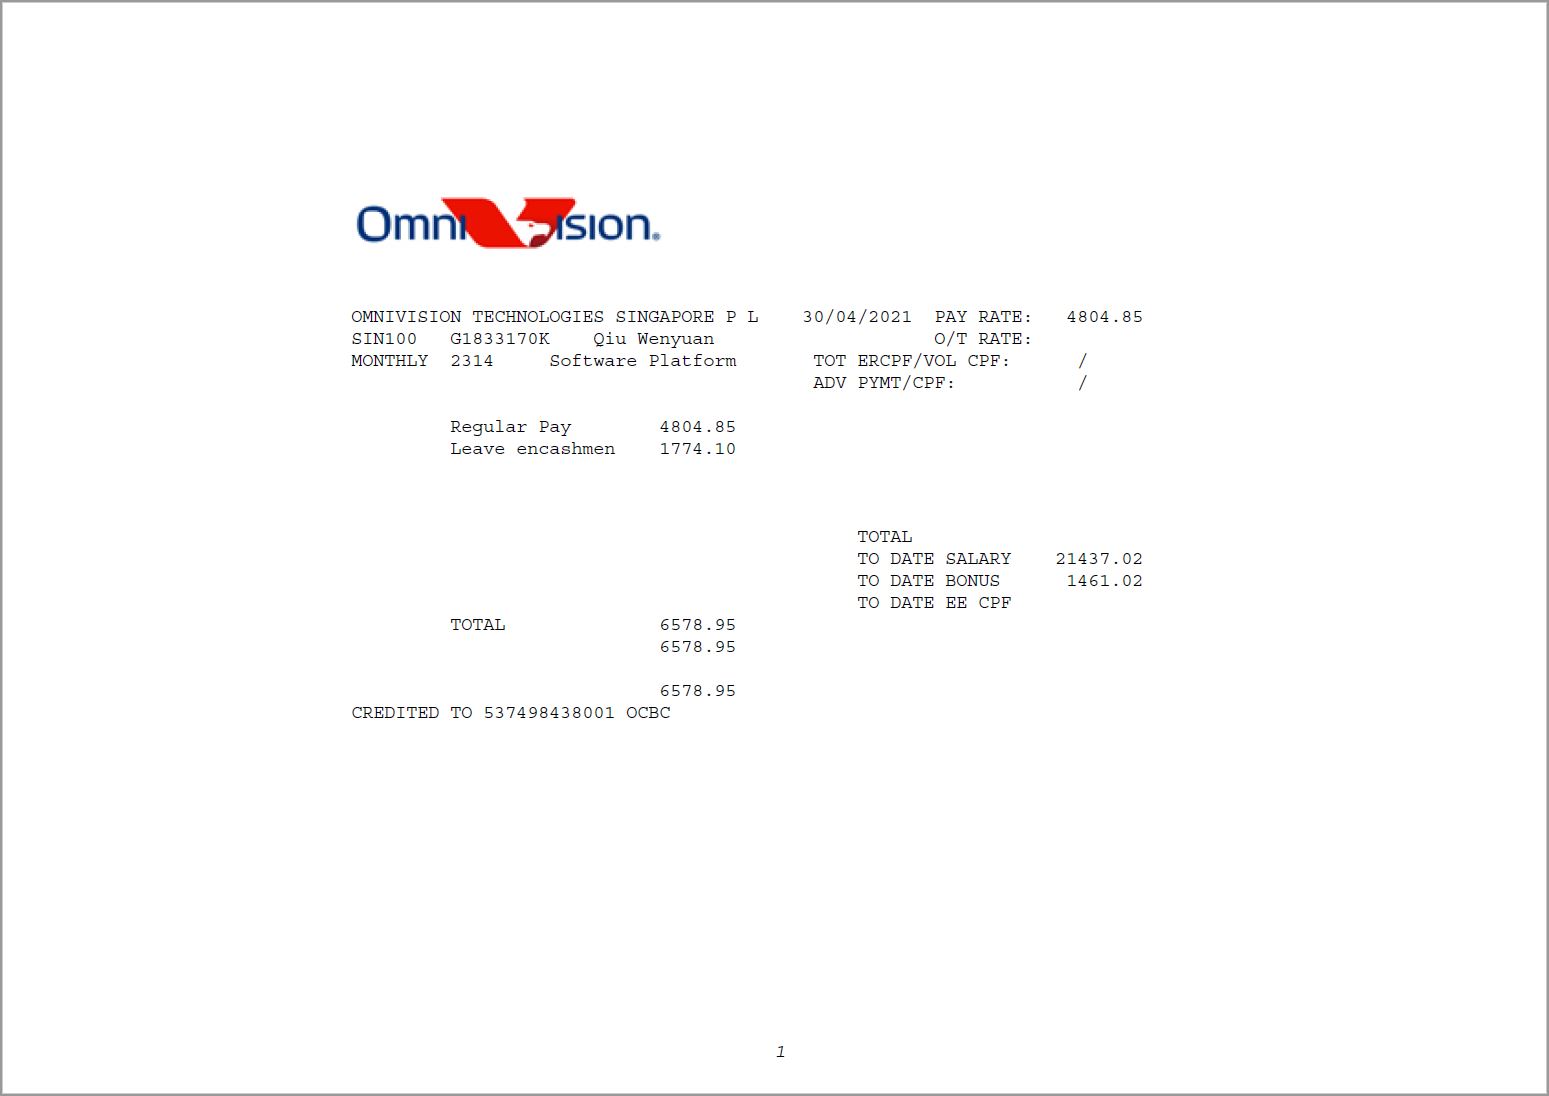 OmniVision®
OMNIVISION TECHNOLOGIES SINGAPORE P L 30/04/2021 PAY RATE: 4804.85
SIN100 G1833170K Qiu Wenyuan O/T RATE:
MONTHLY 2314 Software Platform TOT ERCPF/VOL CPF: /
ADV PYMT/CPF: /
Regular Pay 4804.85
Leave encashmen 1774.10
TOTAL
TO DATE SALARY 21437.02
TO DATE BONUS 1461.02
TO DATE EE CPF
TOTAL 6578.95
6578.95
6578.95
CREDITED TO 537498438001 OCBC
1